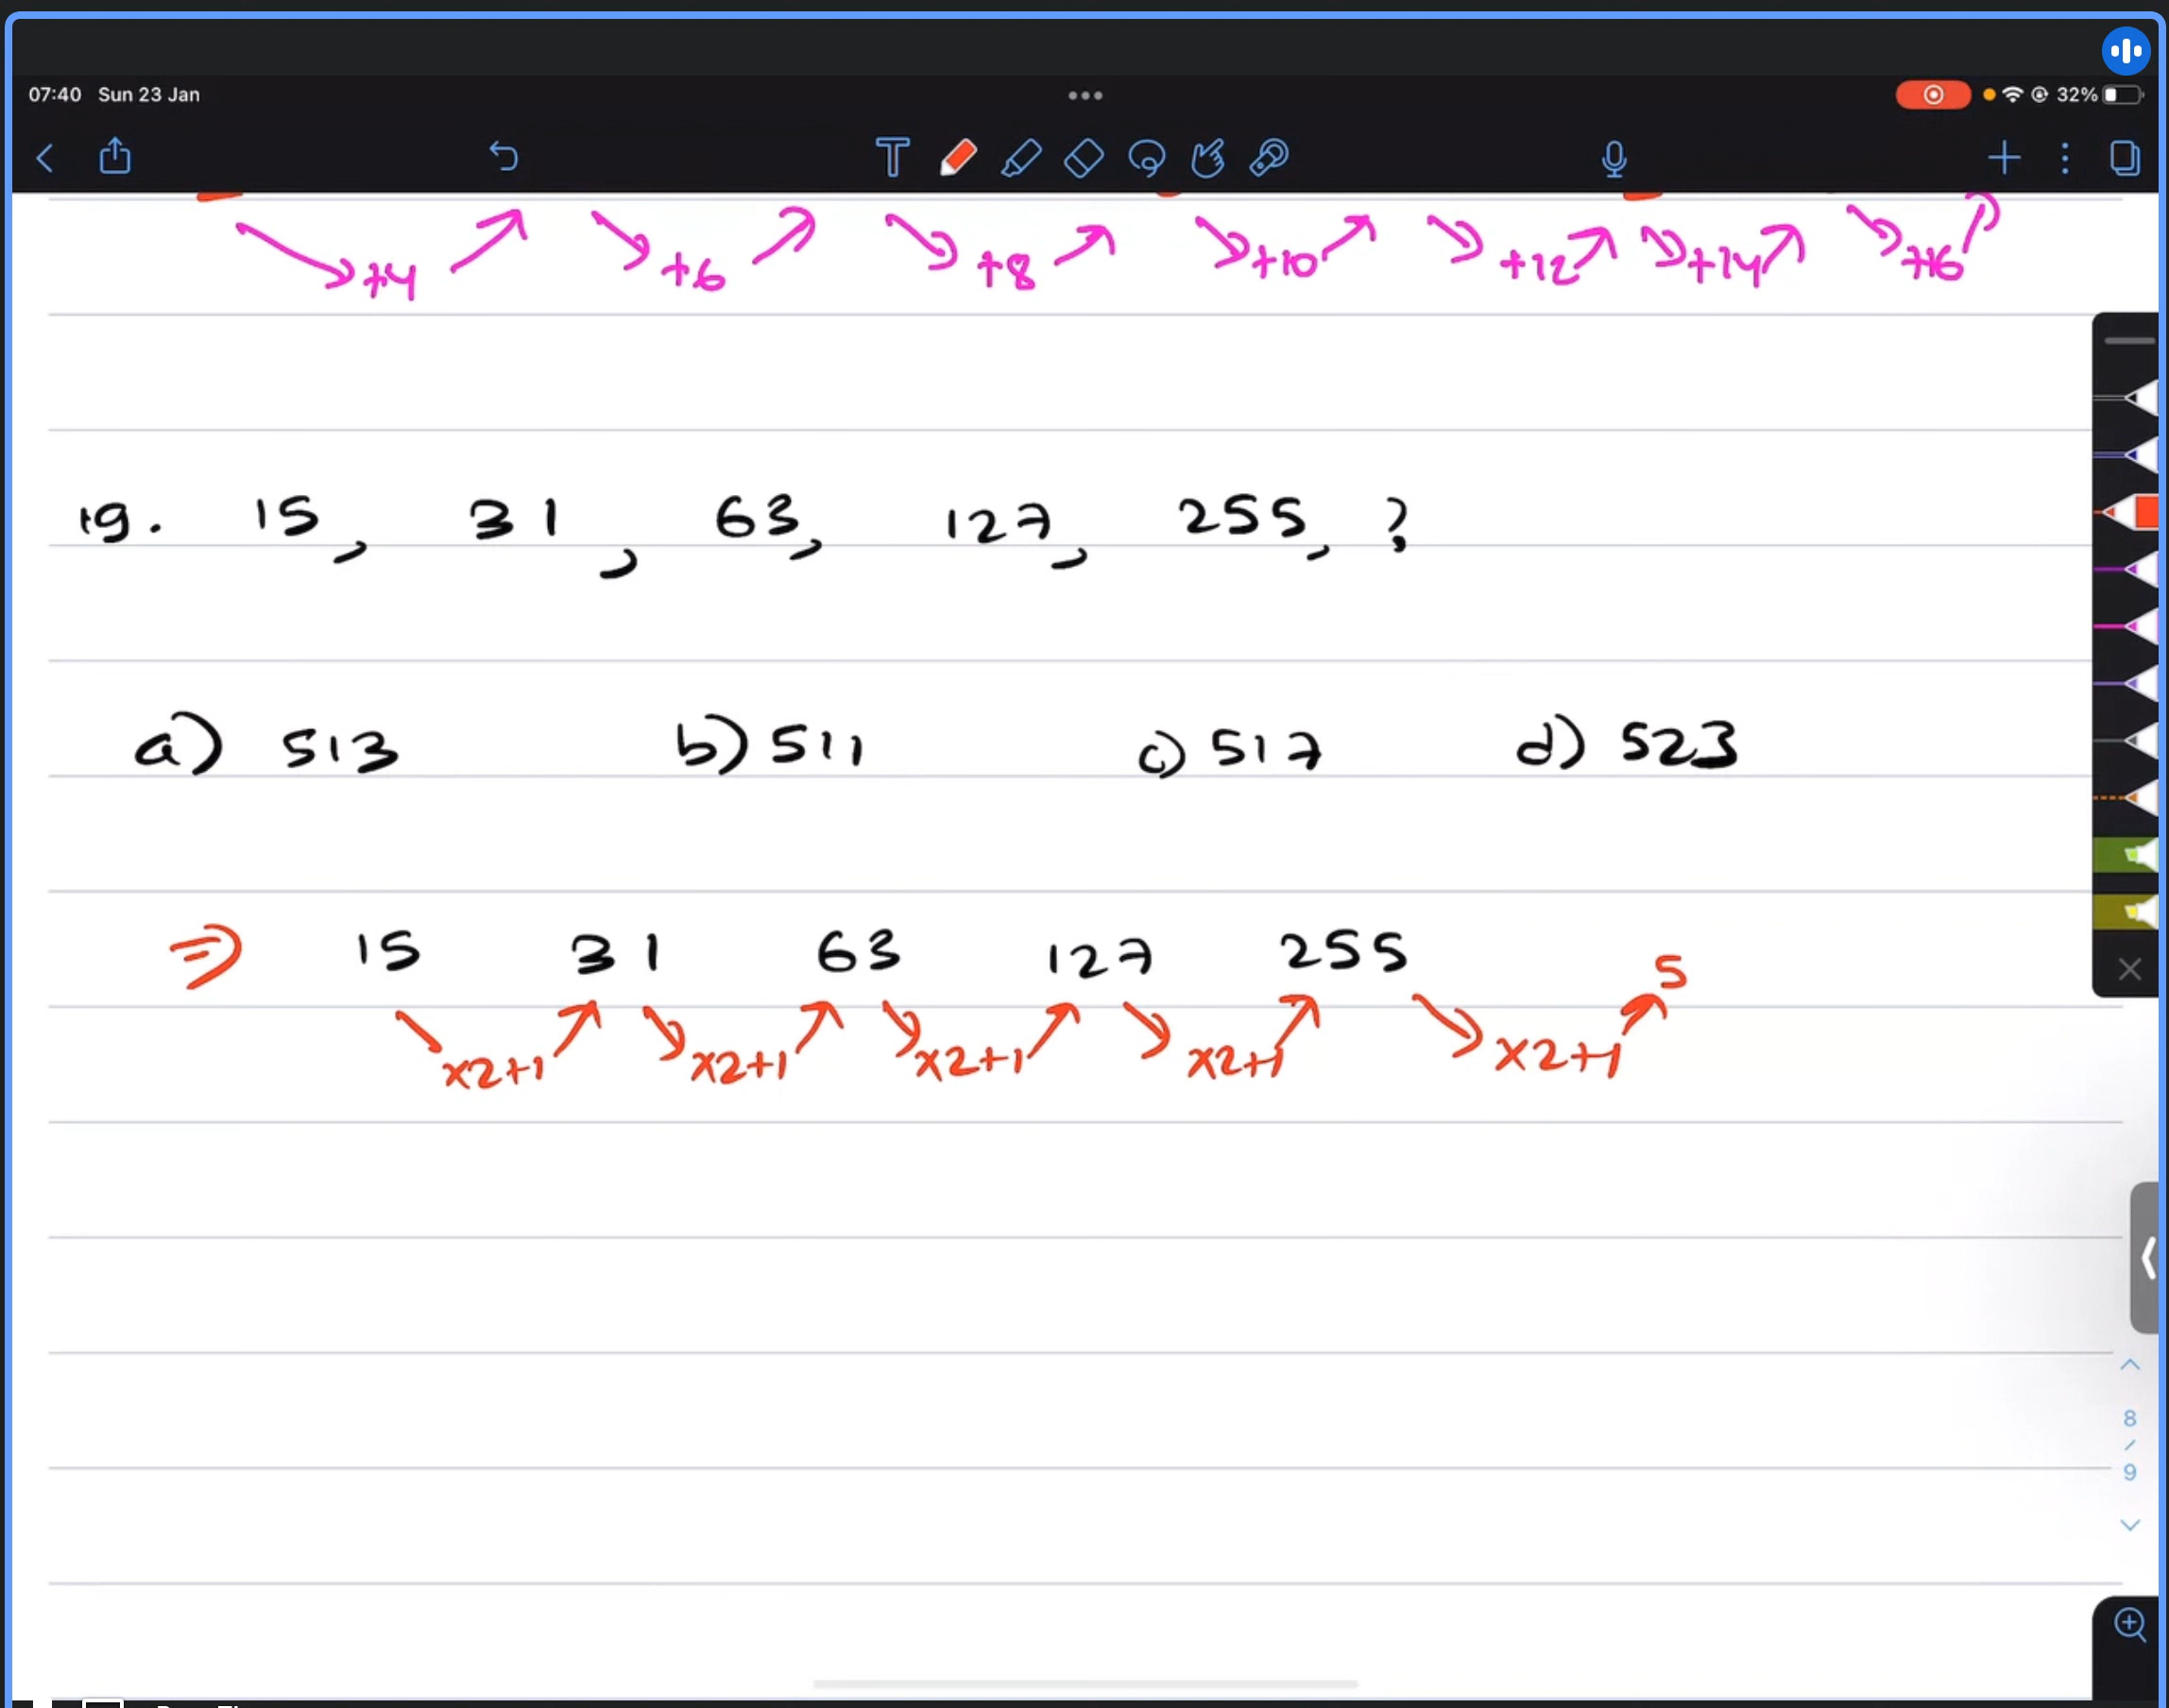 07:40 Sun 23 Jan
32%
+4 +6 +8 +10 +12 +14 +16
19. 15, 31, 63, 127, 255, ?
a) 513 b) 511 c) 517 d) 523
⇒ 15 31 63 127 255 5
x2+1 x2+1 x2+1 x2+1 x2+1
8
/
9